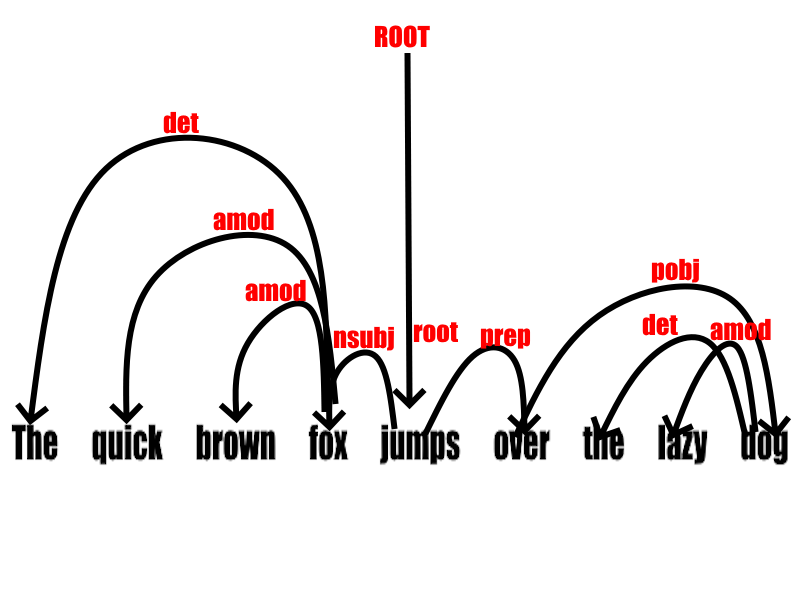 ROOT
det
amod
pobj
amod
det
amod
nsubj
root
prep
The quick brown fox jumps over the lazy dog